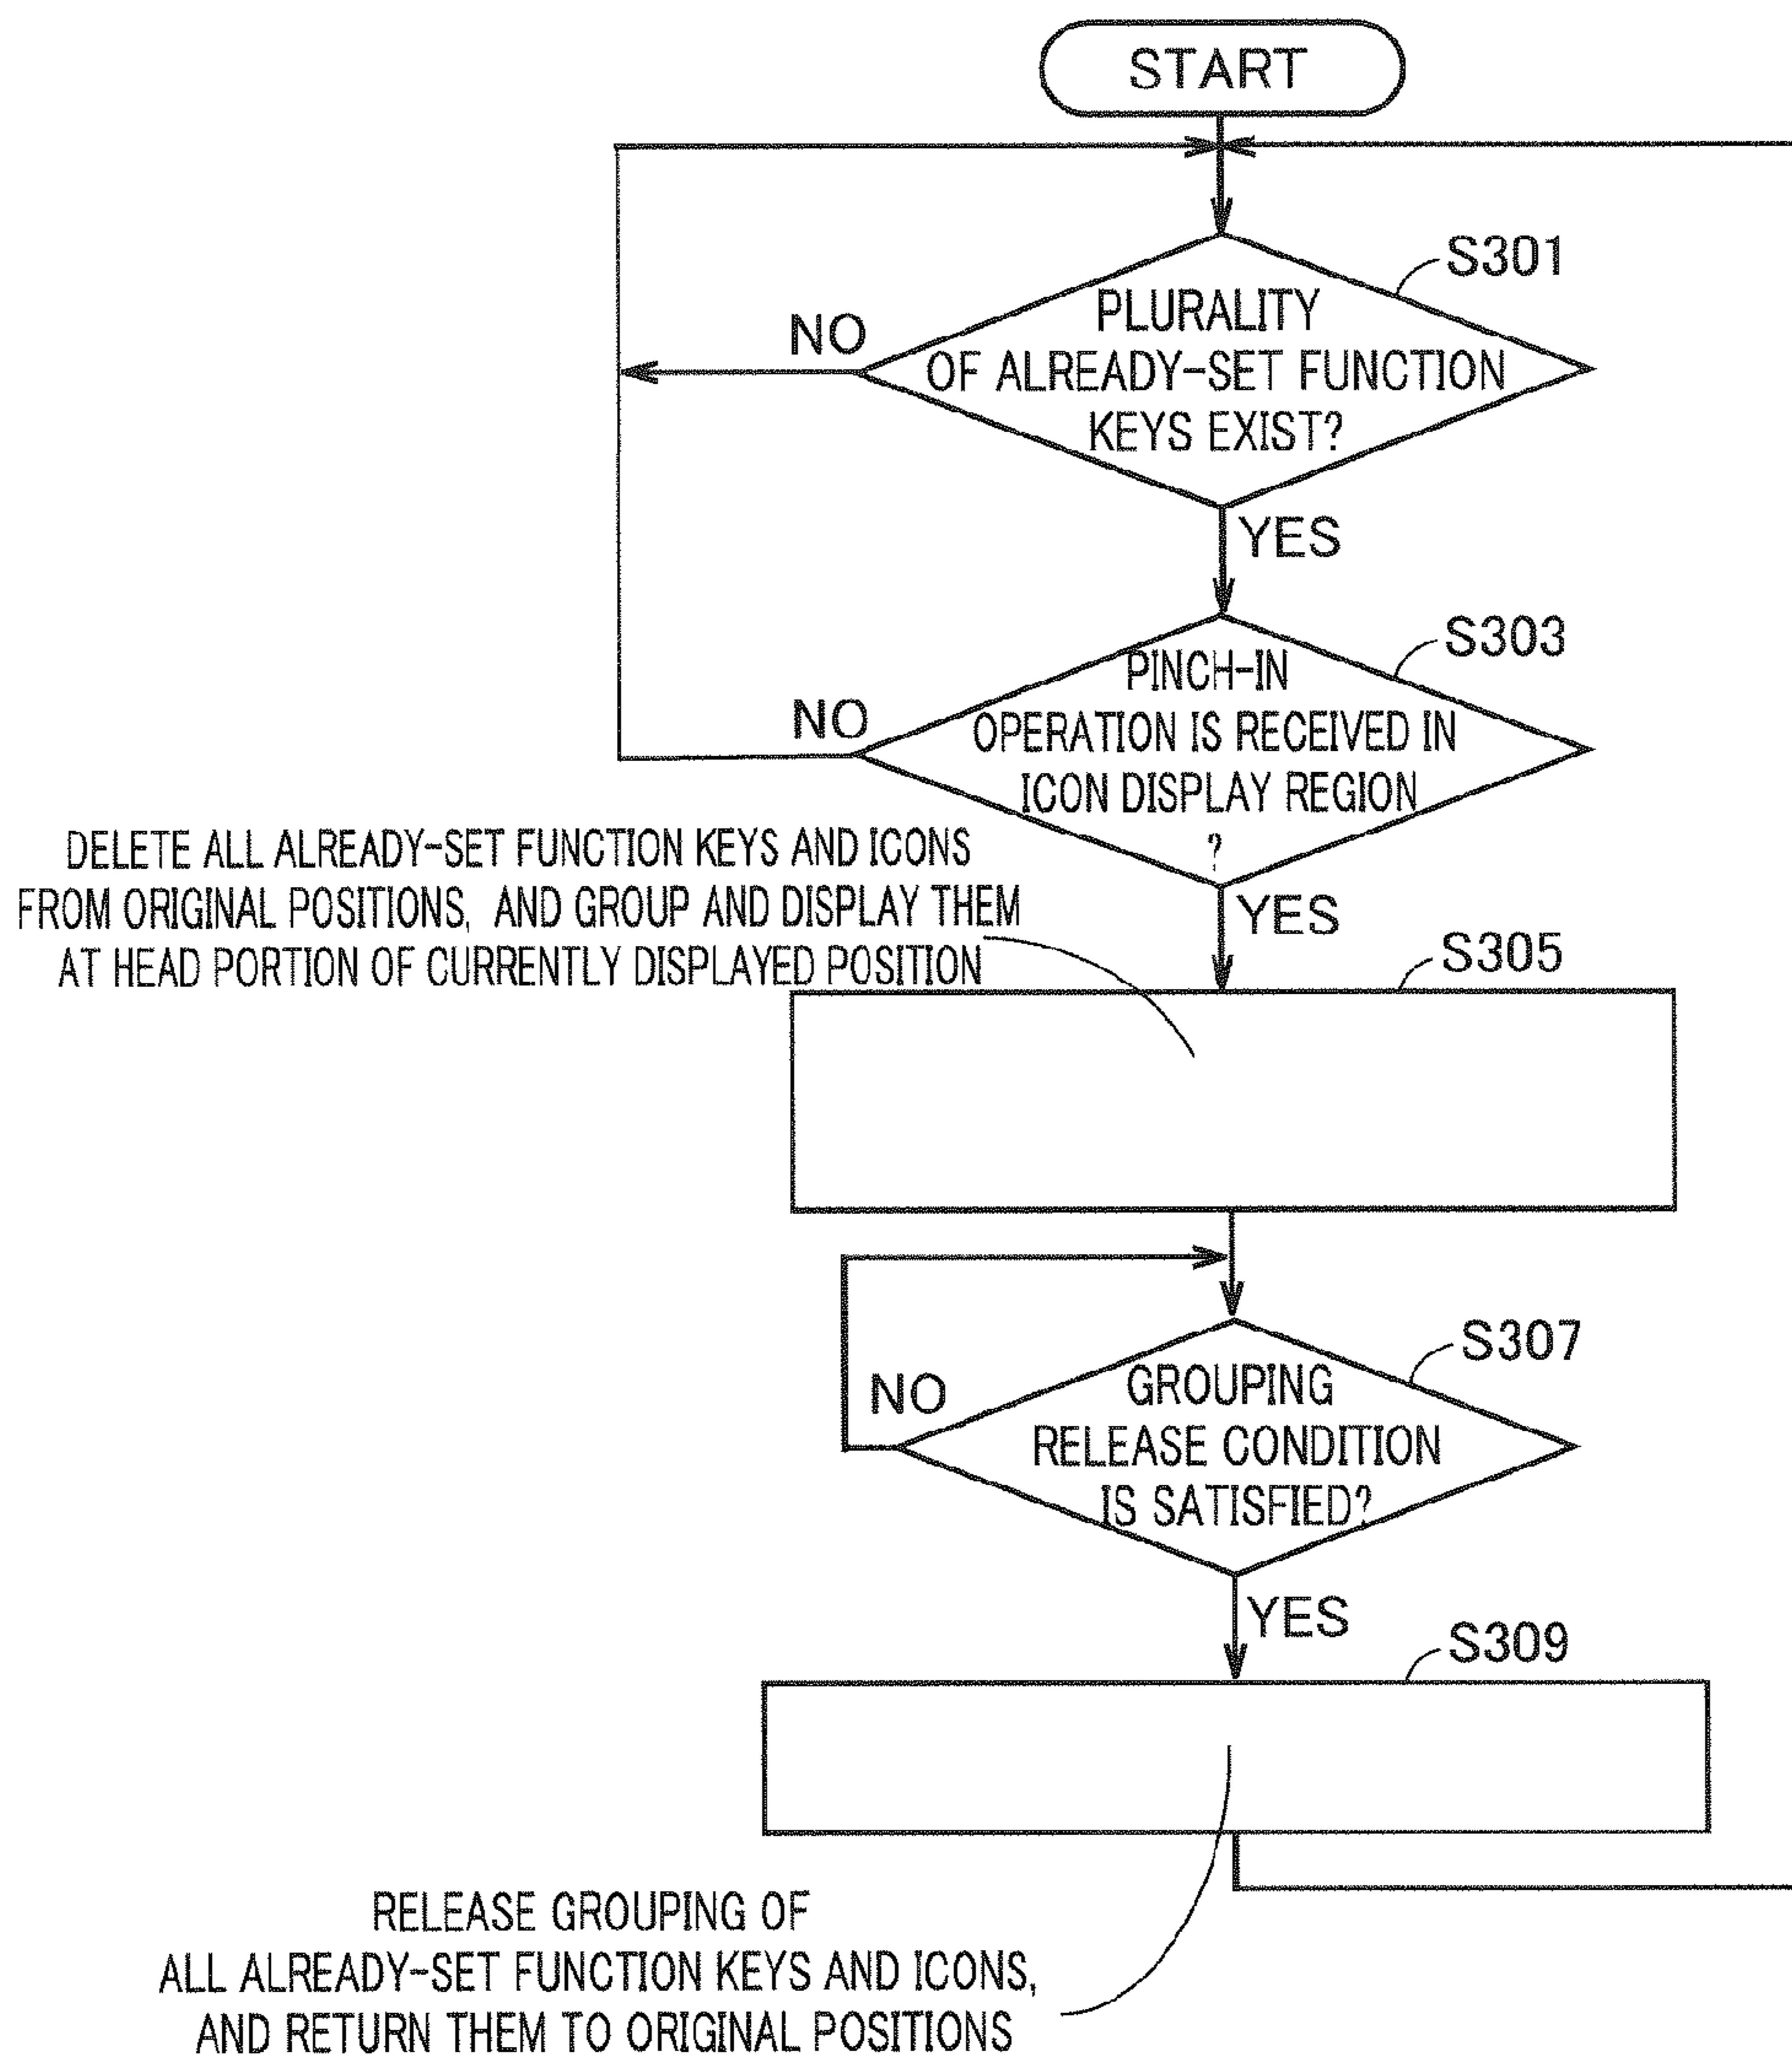 START
S301
PLURALITY
OF ALREADY-SET FUNCTION
KEYS EXIST?
NO
YES
S303
PINCH-IN
OPERATION IS RECEIVED IN
ICON DISPLAY REGION
?
NO
YES
DELETE ALL ALREADY-SET FUNCTION KEYS AND ICONS
FROM ORIGINAL POSITIONS, AND GROUP AND DISPLAY THEM
AT HEAD PORTION OF CURRENTLY DISPLAYED POSITION
S305
S307
GROUPING
RELEASE CONDITION
IS SATISFIED?
NO
YES
S309
RELEASE GROUPING OF
ALL ALREADY-SET FUNCTION KEYS AND ICONS,
AND RETURN THEM TO ORIGINAL POSITIONS